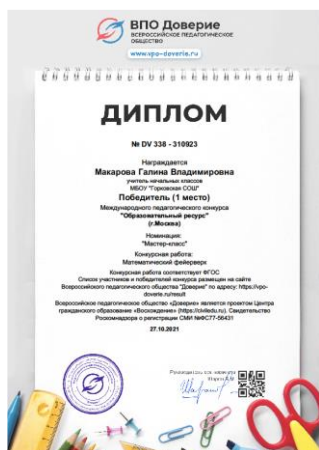 ВПО Доверие
ВСЕРОССИЙСКОЕ ПЕДАГОГИЧЕСКОЕ
ОБЩЕСТВО
www.vpo-doverie.ru
ДИПЛОМ
№ DV 338 - 310923
Награждается
Макарова Галина Владимировна
учитель начальных классов
МБОУ "Горковская СОШ"
Победитель (1 место)
Международного педагогического конкурса
"Образовательный ресурс"
(г.Москва)
Номинация:
"Мастер-класс"
Конкурсная работа:
Математический фейерверк
Конкурсная работа соответствует ФГОС
Список участников и победителей конкурса размещен на сайте
Всероссийского педагогического общества "Доверие" по адресу: https://vpo-
doverie.ru/result
Всероссийское педагогическое общество «Доверие» является проектом Центра
гражданского образование «Восхождение» (https://civiledu.ru). Свидетельство
Роскомнадзора о регистрации СМИ №ФС77-56431
27.10.2021